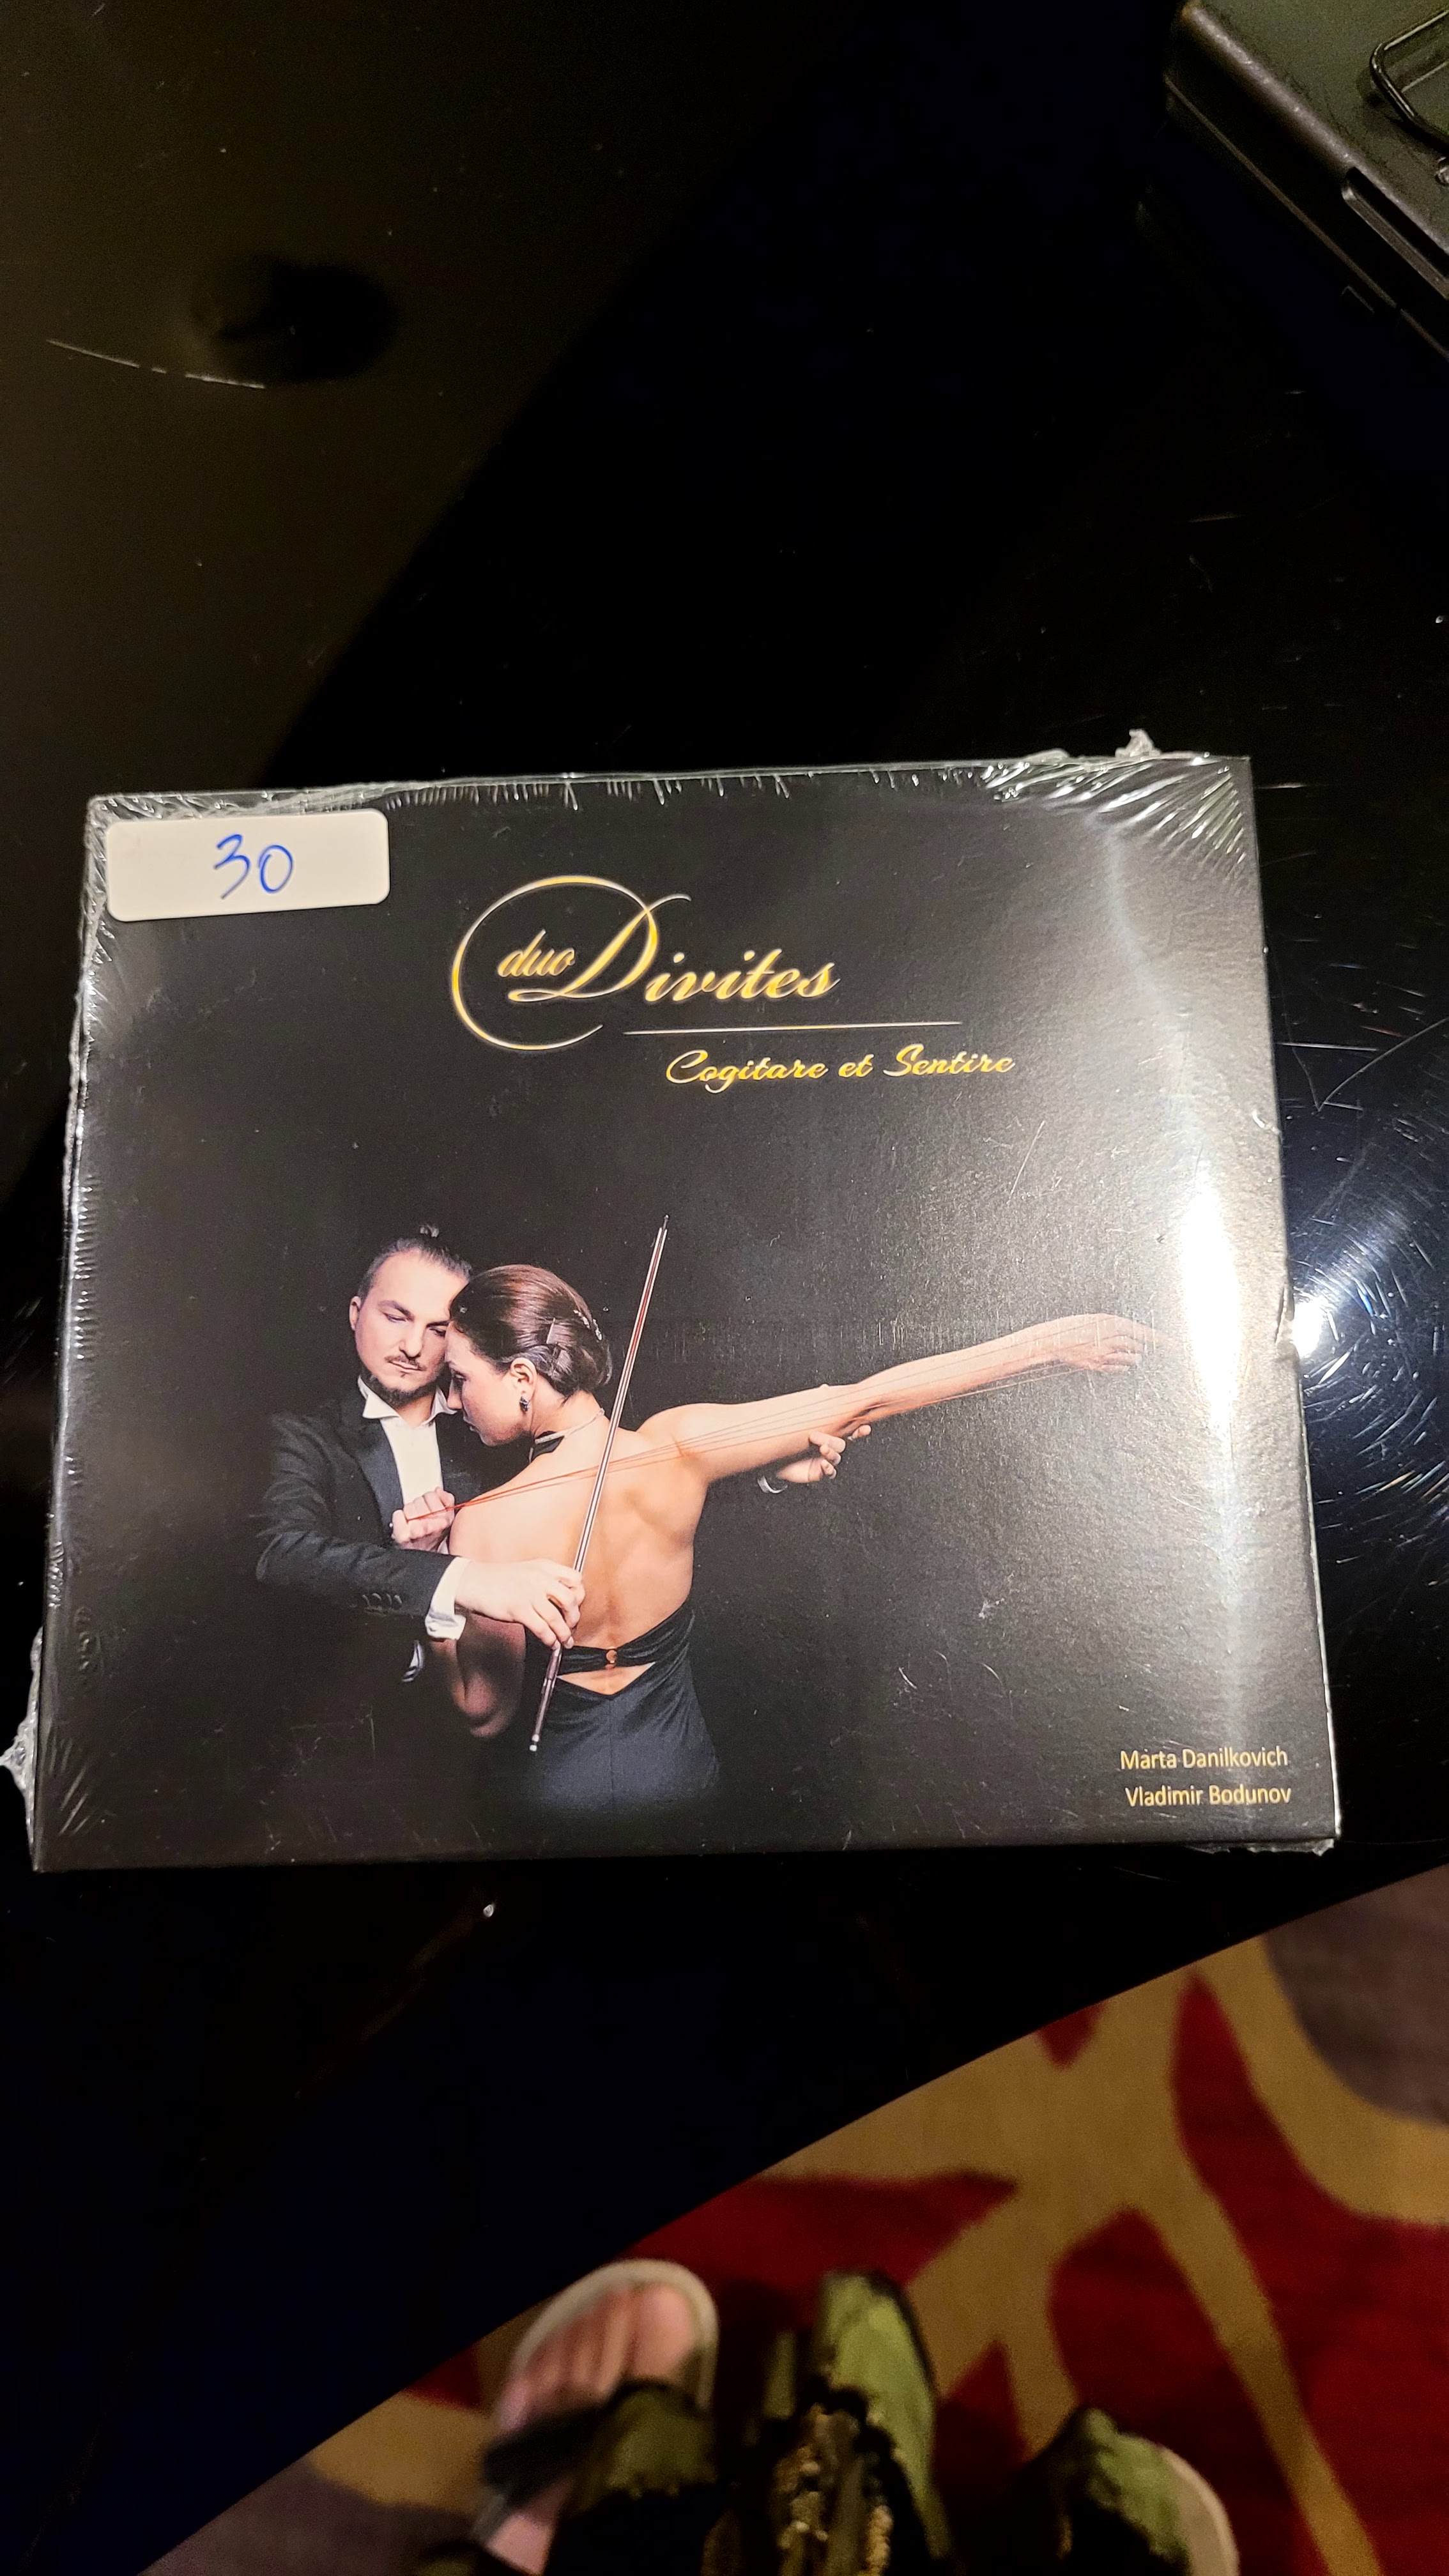 30
duo Divites
Cogitare et Sentire
Marta Danilkovich
Vladimir Bodunov